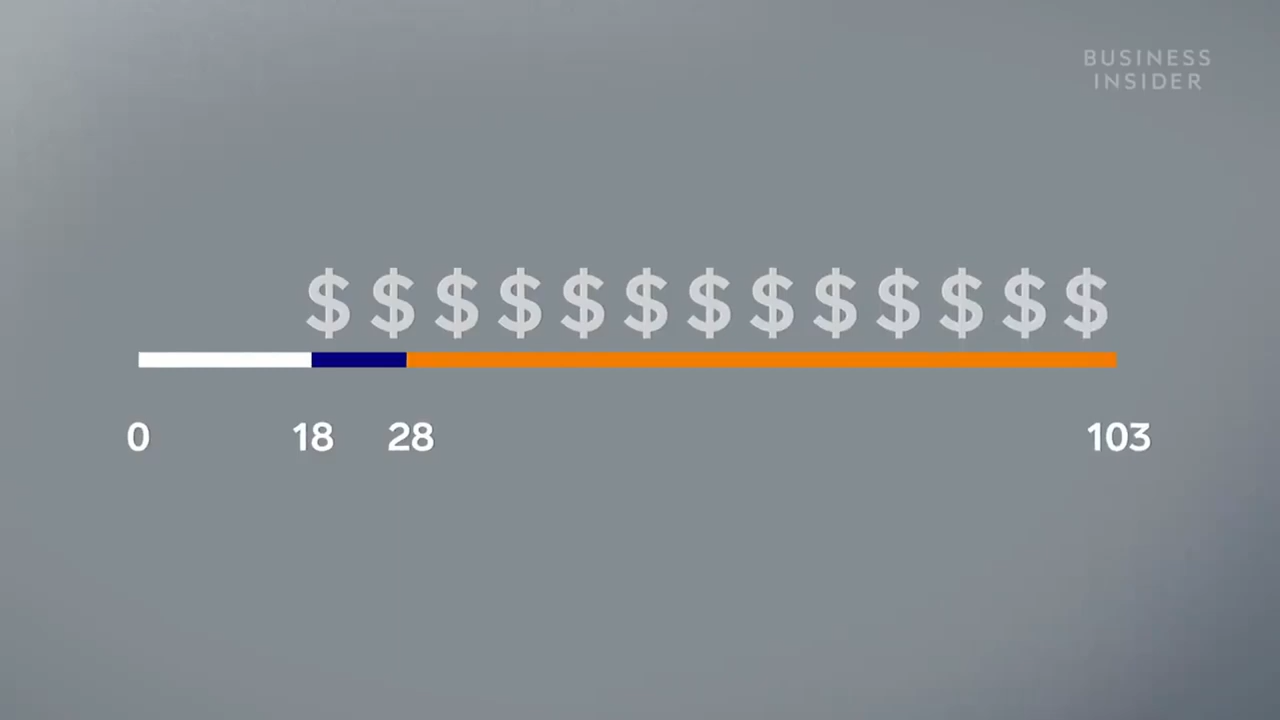 BUSINESS
INSIDER
$ $ $ $ $ $ $ $ $ $ $ $ $
0 18 28 103